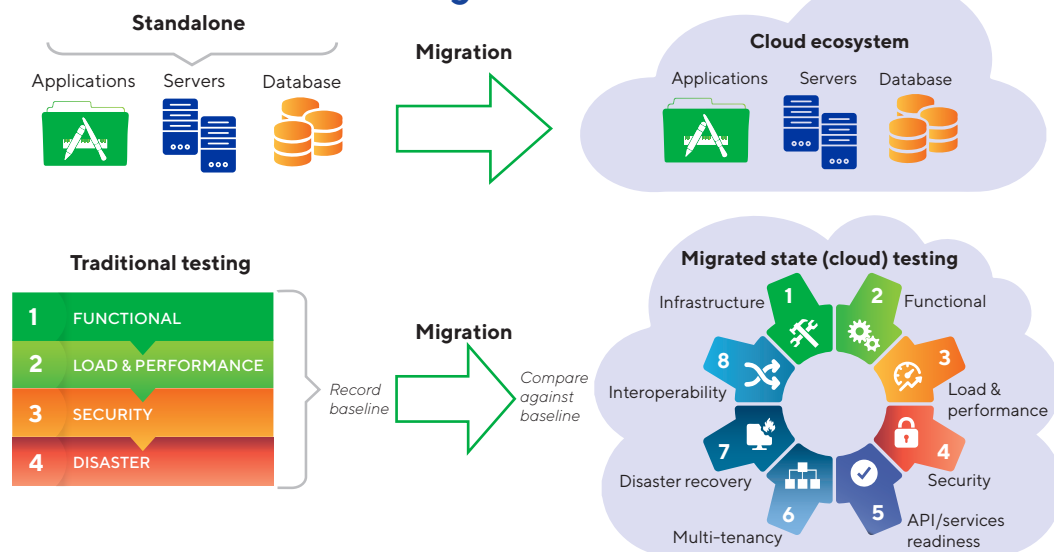 Standalone
Applications
Servers
Database
Migration
Cloud ecosystem
Applications
Servers
Database
Traditional testing
1 FUNCTIONAL
2 LOAD & PERFORMANCE
3 SECURITY
4 DISASTER
Record
baseline
Migration
Compare
against
baseline
Migrated state (cloud) testing
Infrastructure 1
2 Functional
3 Load &
performance
4 Security
5 API/services
readiness
6 Multi-tenancy
7 Disaster recovery
8 Interoperability